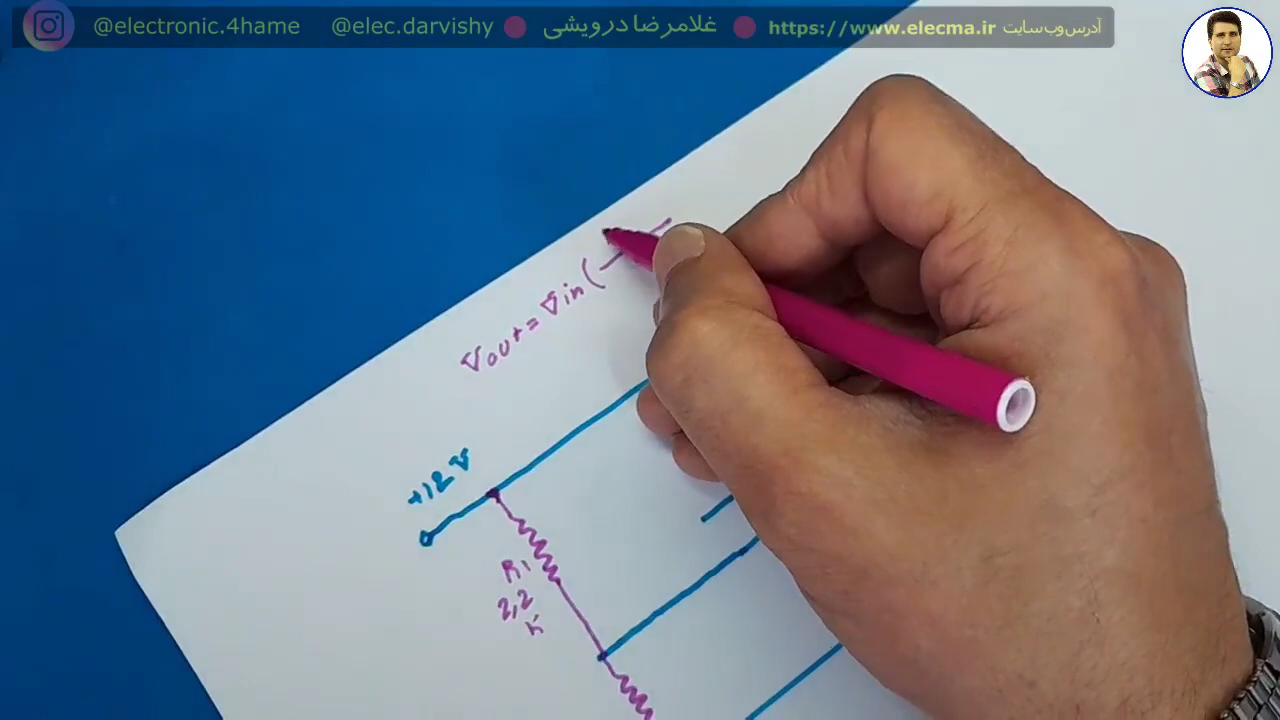 @electronic.4hame @elec.darvishy غلامرضا درویشی https://www.elecma.ir آدرس وب سایت
Vout = Vin (
+12V
R1
2,2
K